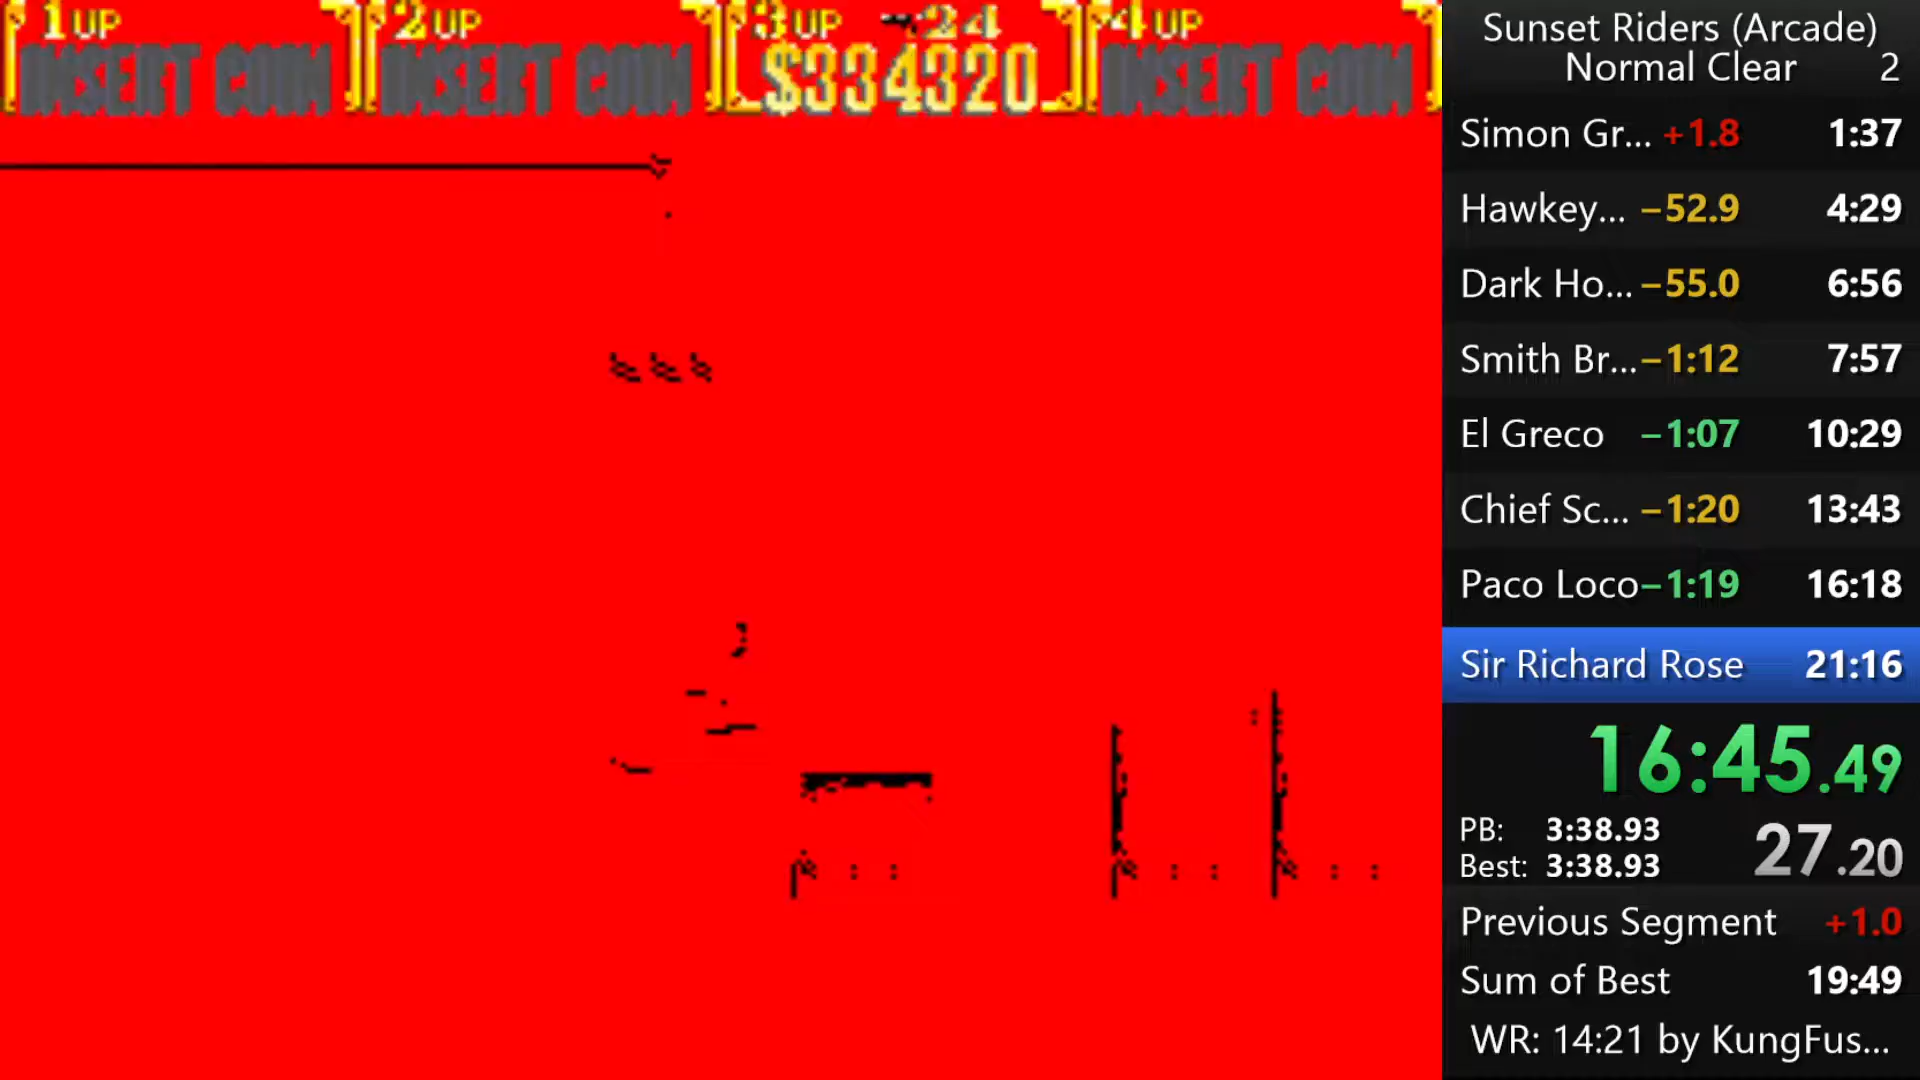 1UP 2UP 3UP 24 4UP
INSERT COIN INSERT COIN $334320 INSERT COIN
Sunset Riders (Arcade)
Normal Clear 2
Simon Gr... +1.8 1:37
Hawkey... −52.9 4:29
Dark Ho... −55.0 6:56
Smith Br... −1:12 7:57
El Greco −1:07 10:29
Chief Sc... −1:20 13:43
Paco Loco −1:19 16:18
Sir Richard Rose 21:16
16:45.49
PB: 3:38.93 27.20
Best: 3:38.93
Previous Segment +1.0
Sum of Best 19:49
WR: 14:21 by KungFus...